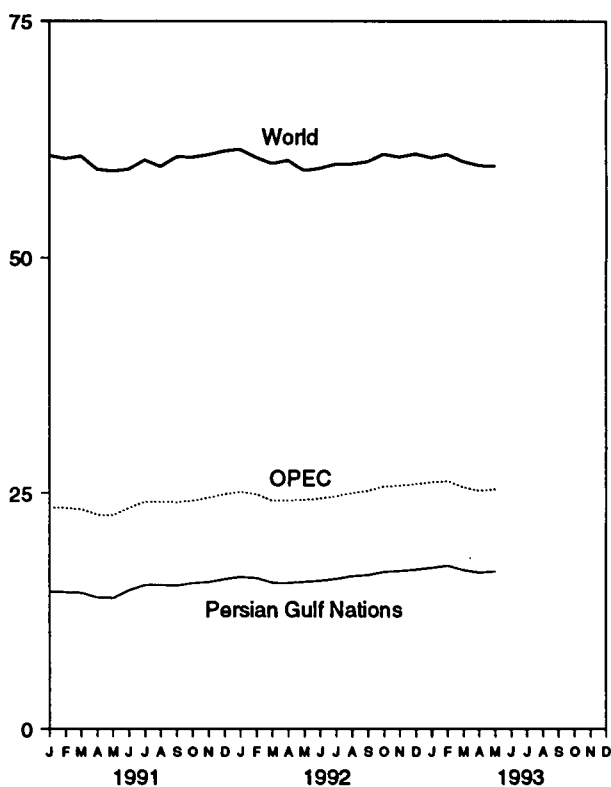 75
World
50
OPEC
25
Persian Gulf Nations
0
J F M A M J J A S O N D J F M A M J J A S O N D J F M A M J J A S O N D
1991 1992 1993